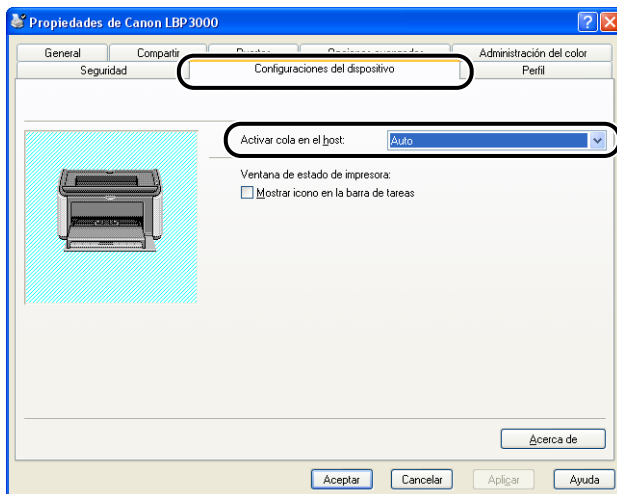 Propiedades de Canon LBP3000
General Compartir Opciones avanzadas Administración del color
Seguridad Configuraciones del dispositivo Perfil
Activar cola en el host: Auto
Ventana de estado de impresora:
Mostrar icono en la barra de tareas
Acerca de
Aceptar Cancelar Aplicar Ayuda